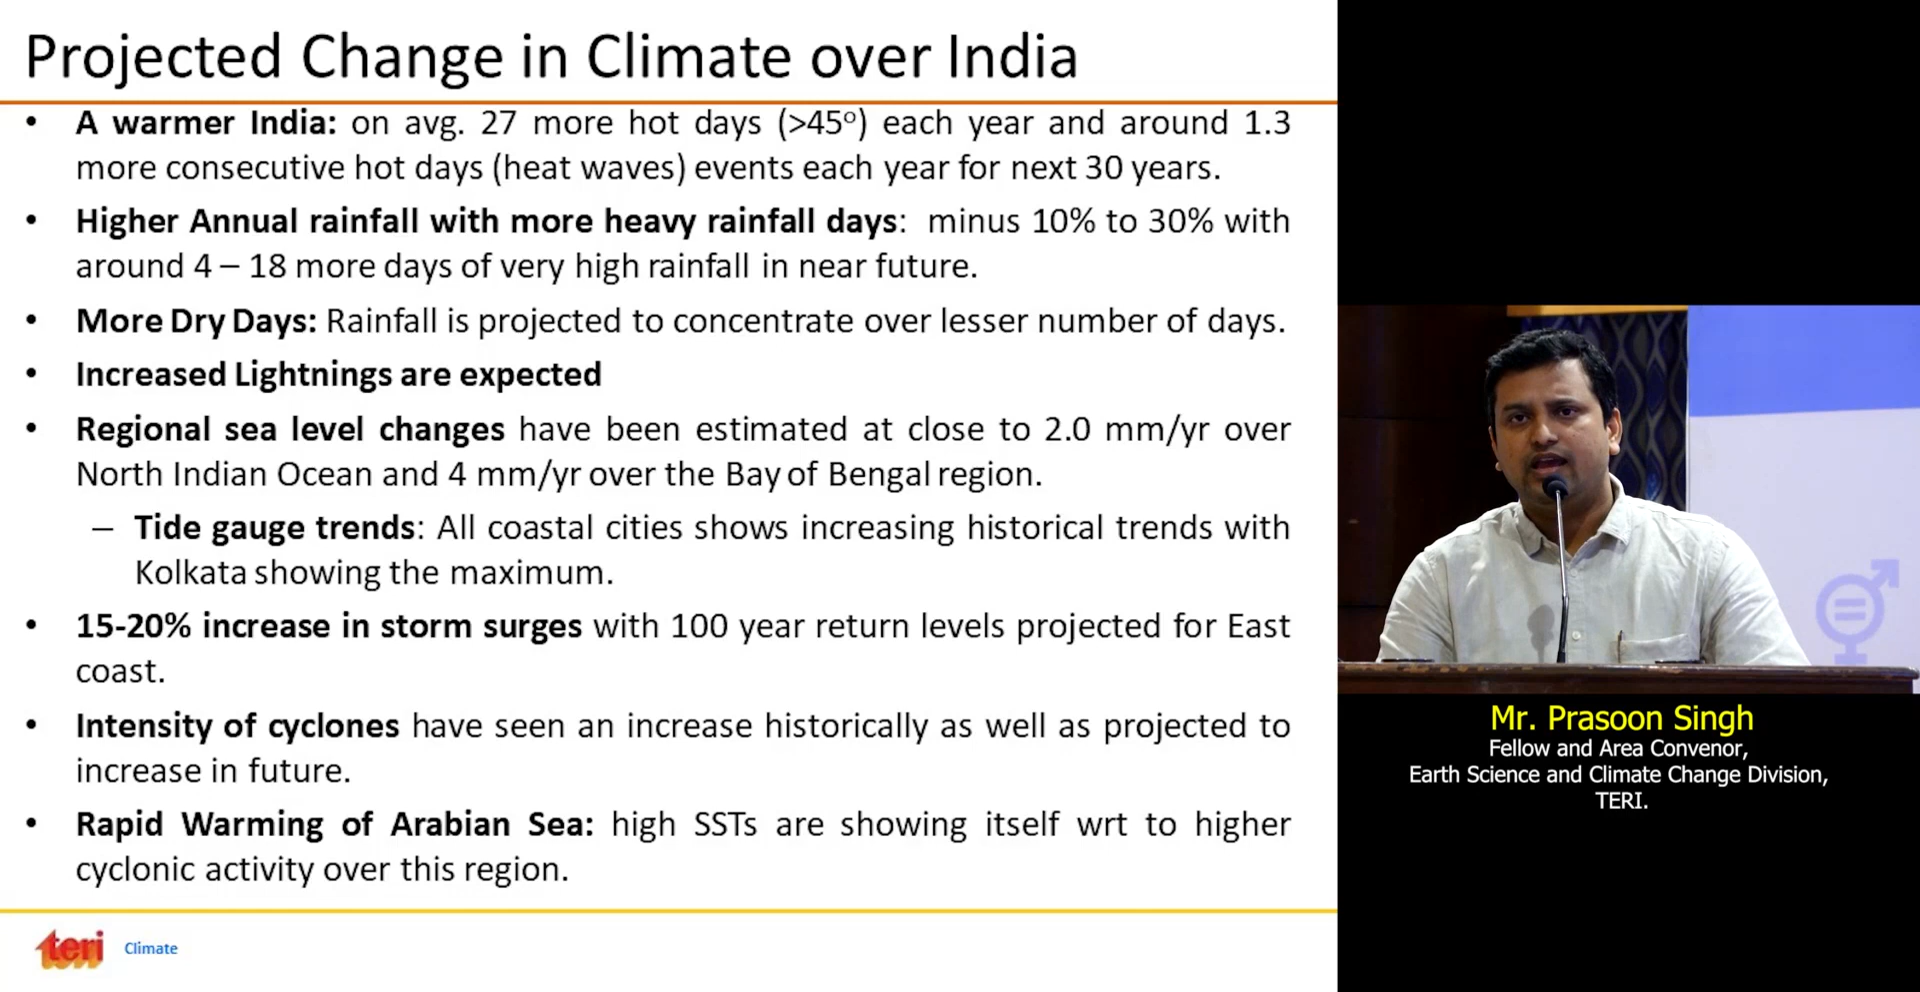 Projected Change in Climate over India
• A warmer India: on avg. 27 more hot days (>45º) each year and around 1.3
more consecutive hot days (heat waves) events each year for next 30 years.
• Higher Annual rainfall with more heavy rainfall days: minus 10% to 30% with
around 4 – 18 more days of very high rainfall in near future.
• More Dry Days: Rainfall is projected to concentrate over lesser number of days.
• Increased Lightnings are expected
• Regional sea level changes have been estimated at close to 2.0 mm/yr over
North Indian Ocean and 4 mm/yr over the Bay of Bengal region.
– Tide gauge trends: All coastal cities shows increasing historical trends with
Kolkata showing the maximum.
• 15-20% increase in storm surges with 100 year return levels projected for East
coast.
• Intensity of cyclones have seen an increase historically as well as projected to
increase in future.
• Rapid Warming of Arabian Sea: high SSTs are showing itself wrt to higher
cyclonic activity over this region.
teri Climate
Mr. Prasoon Singh
Fellow and Area Convenor,
Earth Science and Climate Change Division,
TERI.